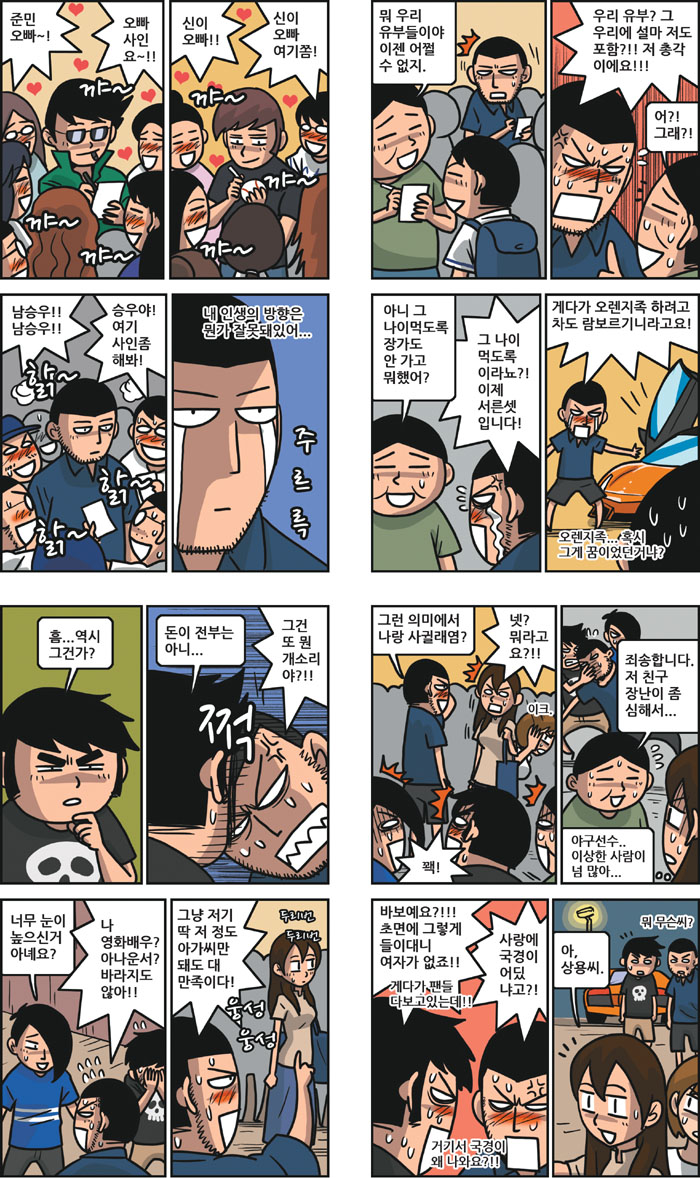 준민
오빠~!
오빠
사인
요~!!
꺄~
꺄~
꺄~
신이
오빠!!
신이
오빠
여기쫌!
꺄~
꺄~
뭐 우리
유부들이야
이젠 어쩔
수 없지.
우리 유부? 그
우리에 설마 저도
포함?!! 저 총각
이에요!!!
어?!
그래?!
남승우!!
남승우!!
승우야!
여기
사인좀
해봐!
핡~
핡~
핡~
내 인생의 방향은
뭔가 잘못돼있어...
주
르
륵
아니 그
나이먹도록
장가도
안 가고
뭐했어?
그 나이
먹도록
이라뇨?!
이제
서른셋
입니다!
게다가 오렌지족 하려고
차도 람보르기니라고요!
오렌지족... 혹시
그게 꿈이었던거냐?
흠...역시
그건가?
돈이 전부는
아니...
그건
또 뭔
개소리
야?!!
쩍
그런 의미에서
나랑 사귈래염?
넷?
뭐라고
요?!!
이크.
꽥!
죄송합니다.
저 친구
장난이 좀
심해서...
야구선수..
이상한 사람이
넘 많아...
너무 눈이
높으신거
아녜요?
나
영화배우?
아나운서?
바라지도
않아!!
그냥 저기
딱 저 정도
아가씨만
돼도 대
만족이다!
두리번
두리번
웅성
웅성
바보예요?!!!
초면에 그렇게
들이대니
여자가 없죠!!
게다가 팬들
다보고있는데!!
사랑에
국경이
어딨
냐고?!
거기서 국경이
왜 나와요?!!
아,
상용씨.
뭐 무슨씨?